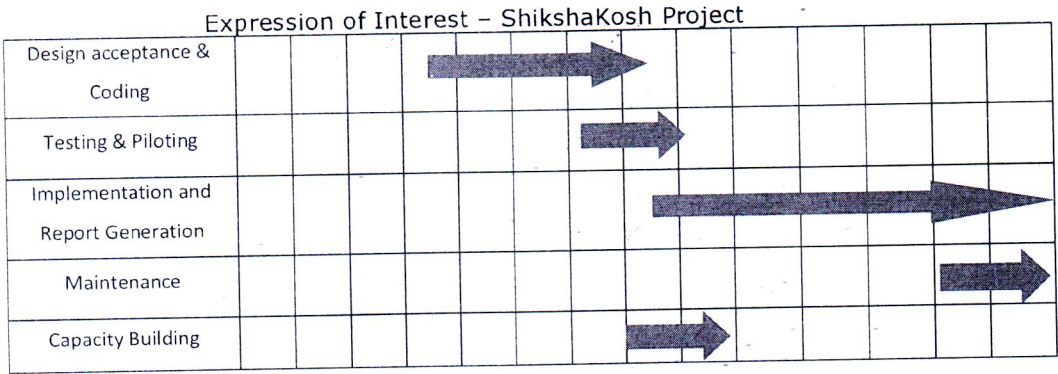 Expression of Interest – ShikshaKosh Project
Design acceptance &
Coding
Testing & Piloting
Implementation and
Report Generation
Maintenance
Capacity Building